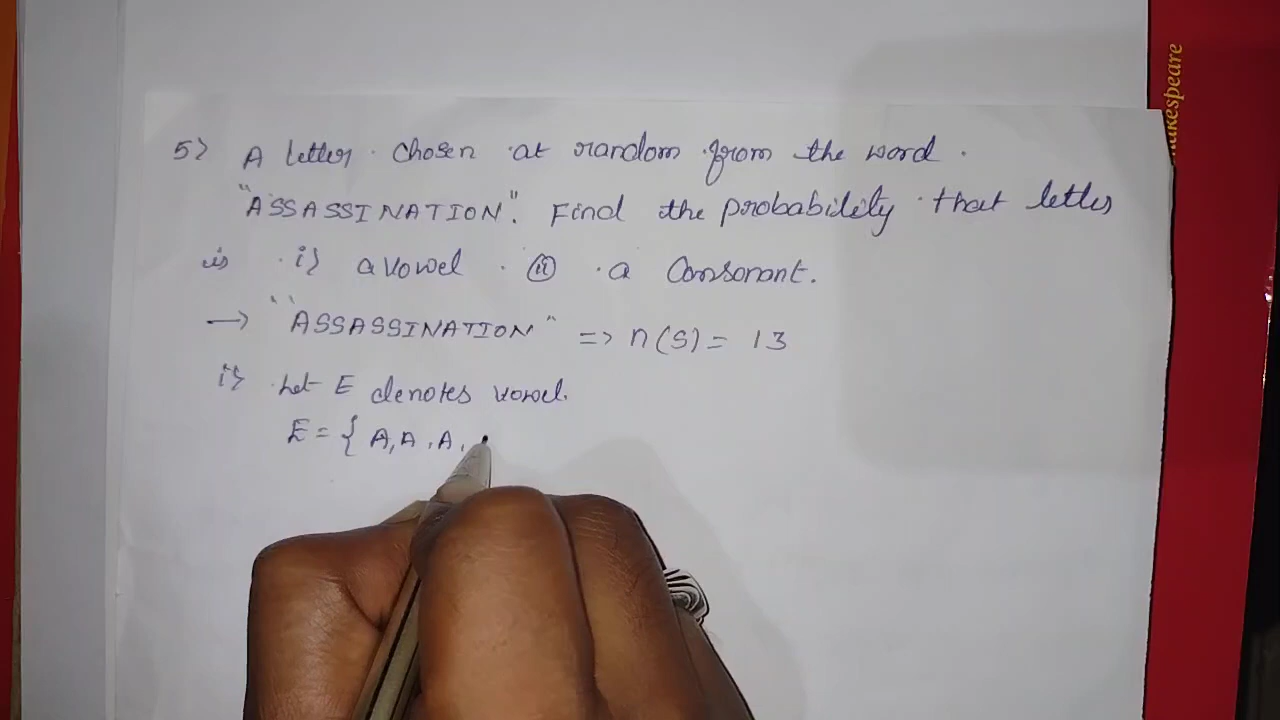 5) A letter chosen at random from the word
"ASSASSINATION". Find the probability that letter
is i) a vowel (ii) a consonant.
→ "ASSASSINATION" => n(S) = 13
i) Let E denotes vowel.
E = { A, A, A,
akespeare